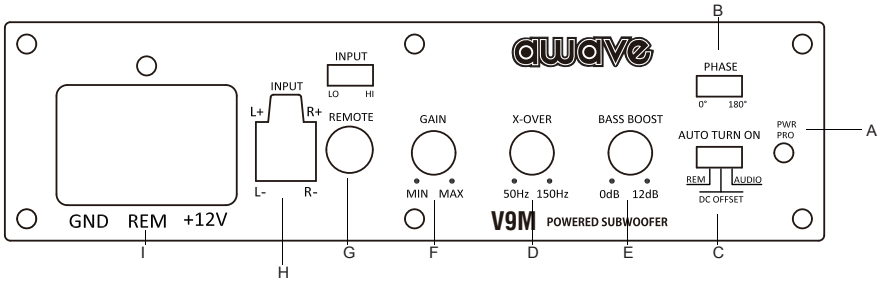 B
awave
INPUT
LO HI
PHASE
0° 180°
INPUT
L+ R+
L- R-
REMOTE
GAIN
MIN MAX
X-OVER
50Hz 150Hz
BASS BOOST
0dB 12dB
AUTO TURN ON
REM AUDIO
DC OFFSET
PWR
PRO
A
GND REM +12V
V9M POWERED SUBWOOFER
I H G F D E C